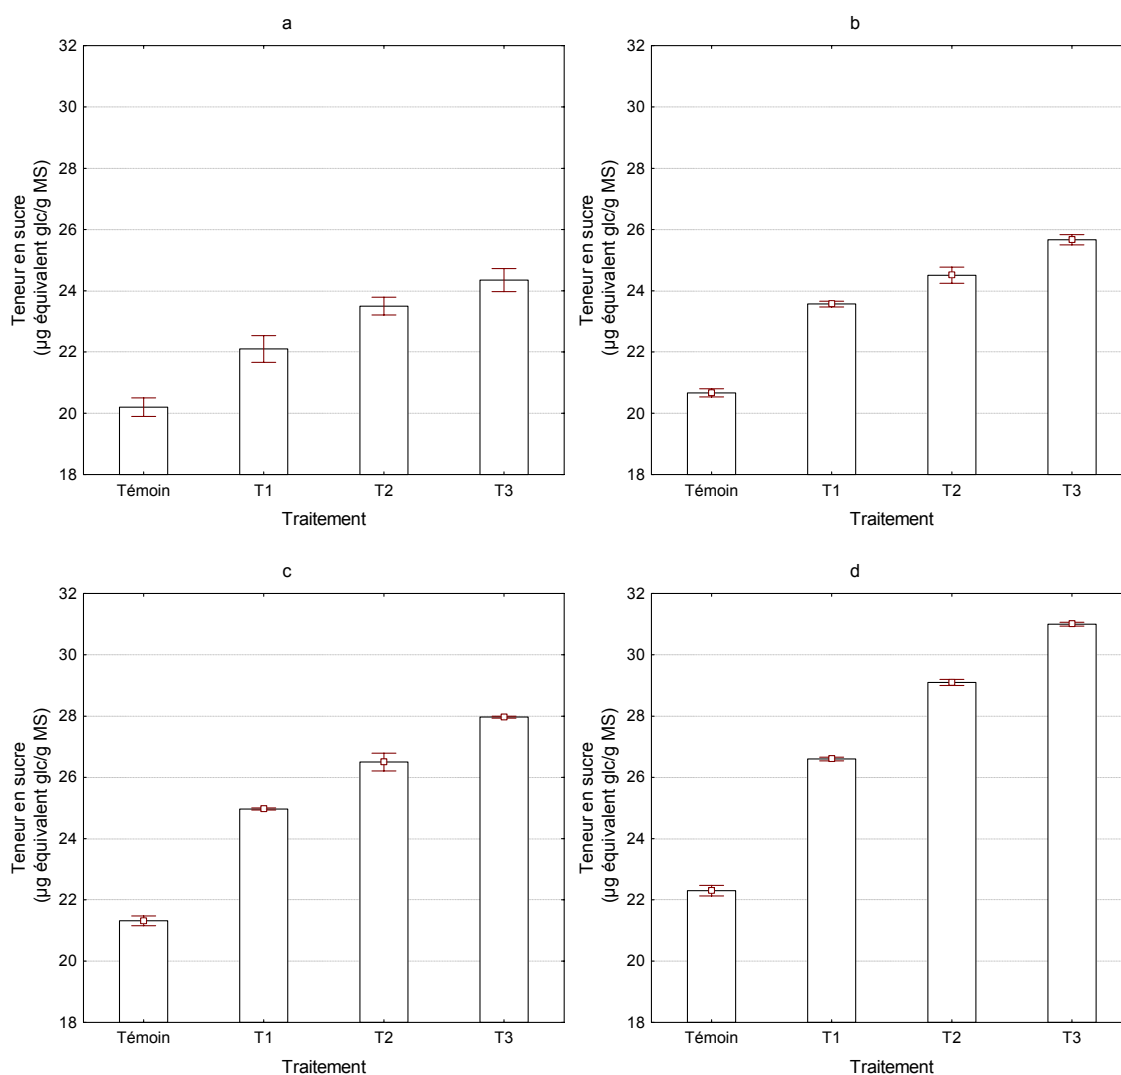 a
32
30
28
26
24
22
20
18
Teneur en sucre
(µg équivalent glc/g MS)
Témoin T1 T2 T3
Traitement
b
32
30
28
26
24
22
20
18
Teneur en sucre
(µg équivalent glc/g MS)
Témoin T1 T2 T3
Traitement
c
32
30
28
26
24
22
20
18
Teneur en sucre
(µg équivalent glc/g MS)
Témoin T1 T2 T3
Traitement
d
32
30
28
26
24
22
20
18
Teneur en sucre
(µg équivalent glc/g MS)
Témoin T1 T2 T3
Traitement